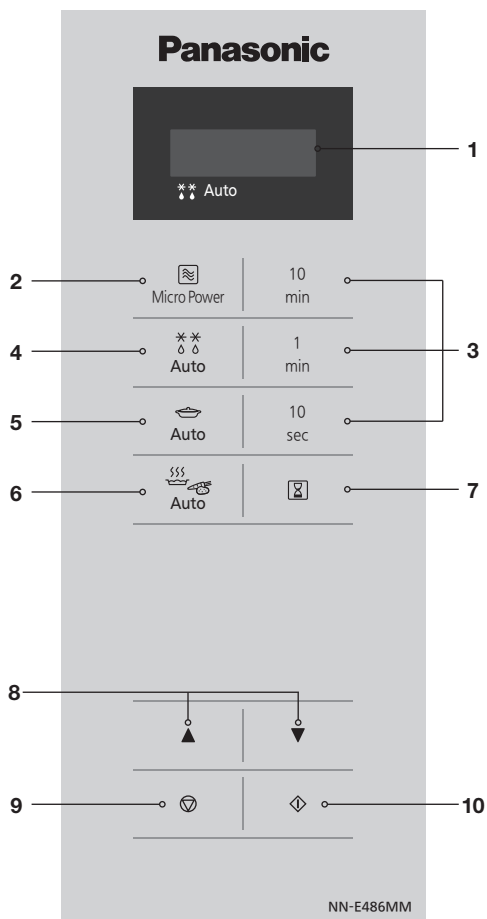 Panasonic
1
Auto
2
Micro Power
10
min
4
Auto
1
min
3
5
Auto
10
sec
6
Auto
7
8
9
10
NN-E486MM